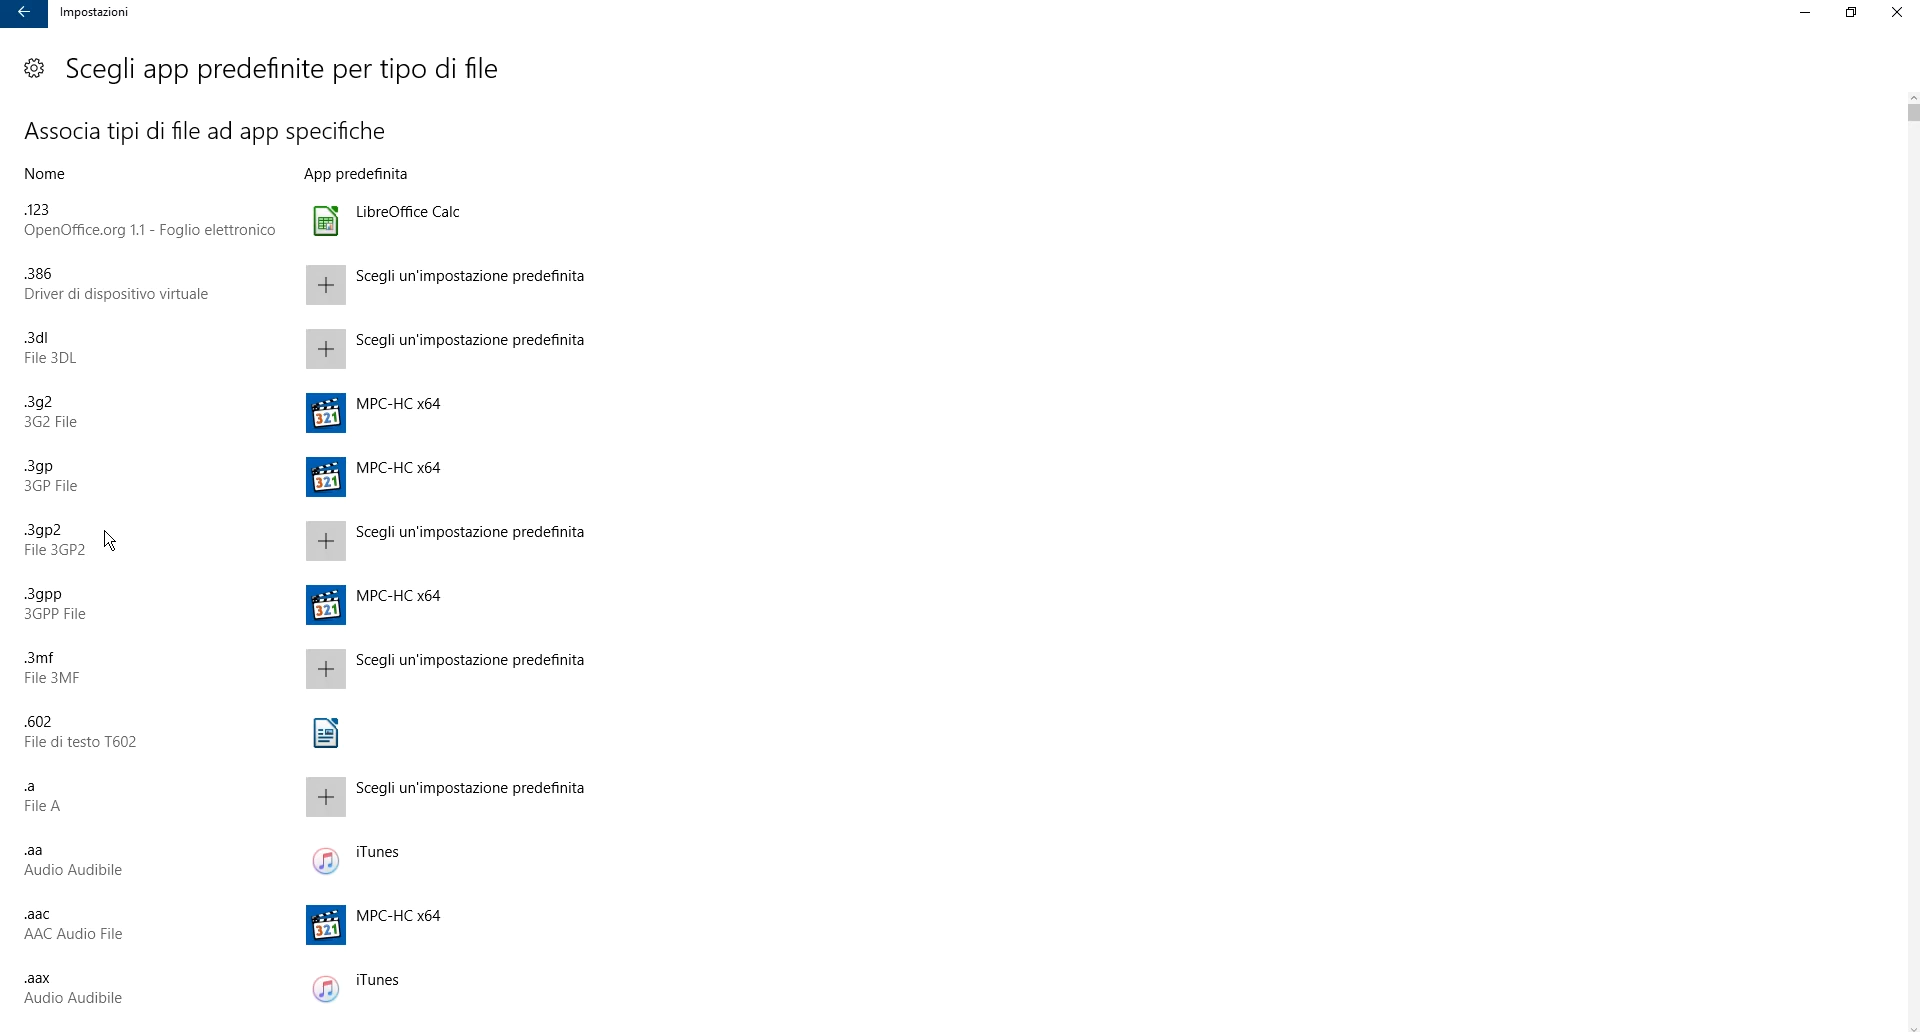 Impostazioni
Scegli app predefinite per tipo di file
Associa tipi di file ad app specifiche
Nome App predefinita
.123 LibreOffice Calc
OpenOffice.org 1.1 - Foglio elettronico
.386 Scegli un'impostazione predefinita
Driver di dispositivo virtuale
.3dl Scegli un'impostazione predefinita
File 3DL
.3g2 MPC-HC x64
3G2 File
.3gp MPC-HC x64
3GP File
.3gp2 Scegli un'impostazione predefinita
File 3GP2
.3gpp MPC-HC x64
3GPP File
.3mf Scegli un'impostazione predefinita
File 3MF
.602
File di testo T602
.a Scegli un'impostazione predefinita
File A
.aa iTunes
Audio Audibile
.aac MPC-HC x64
AAC Audio File
.aax iTunes
Audio Audibile